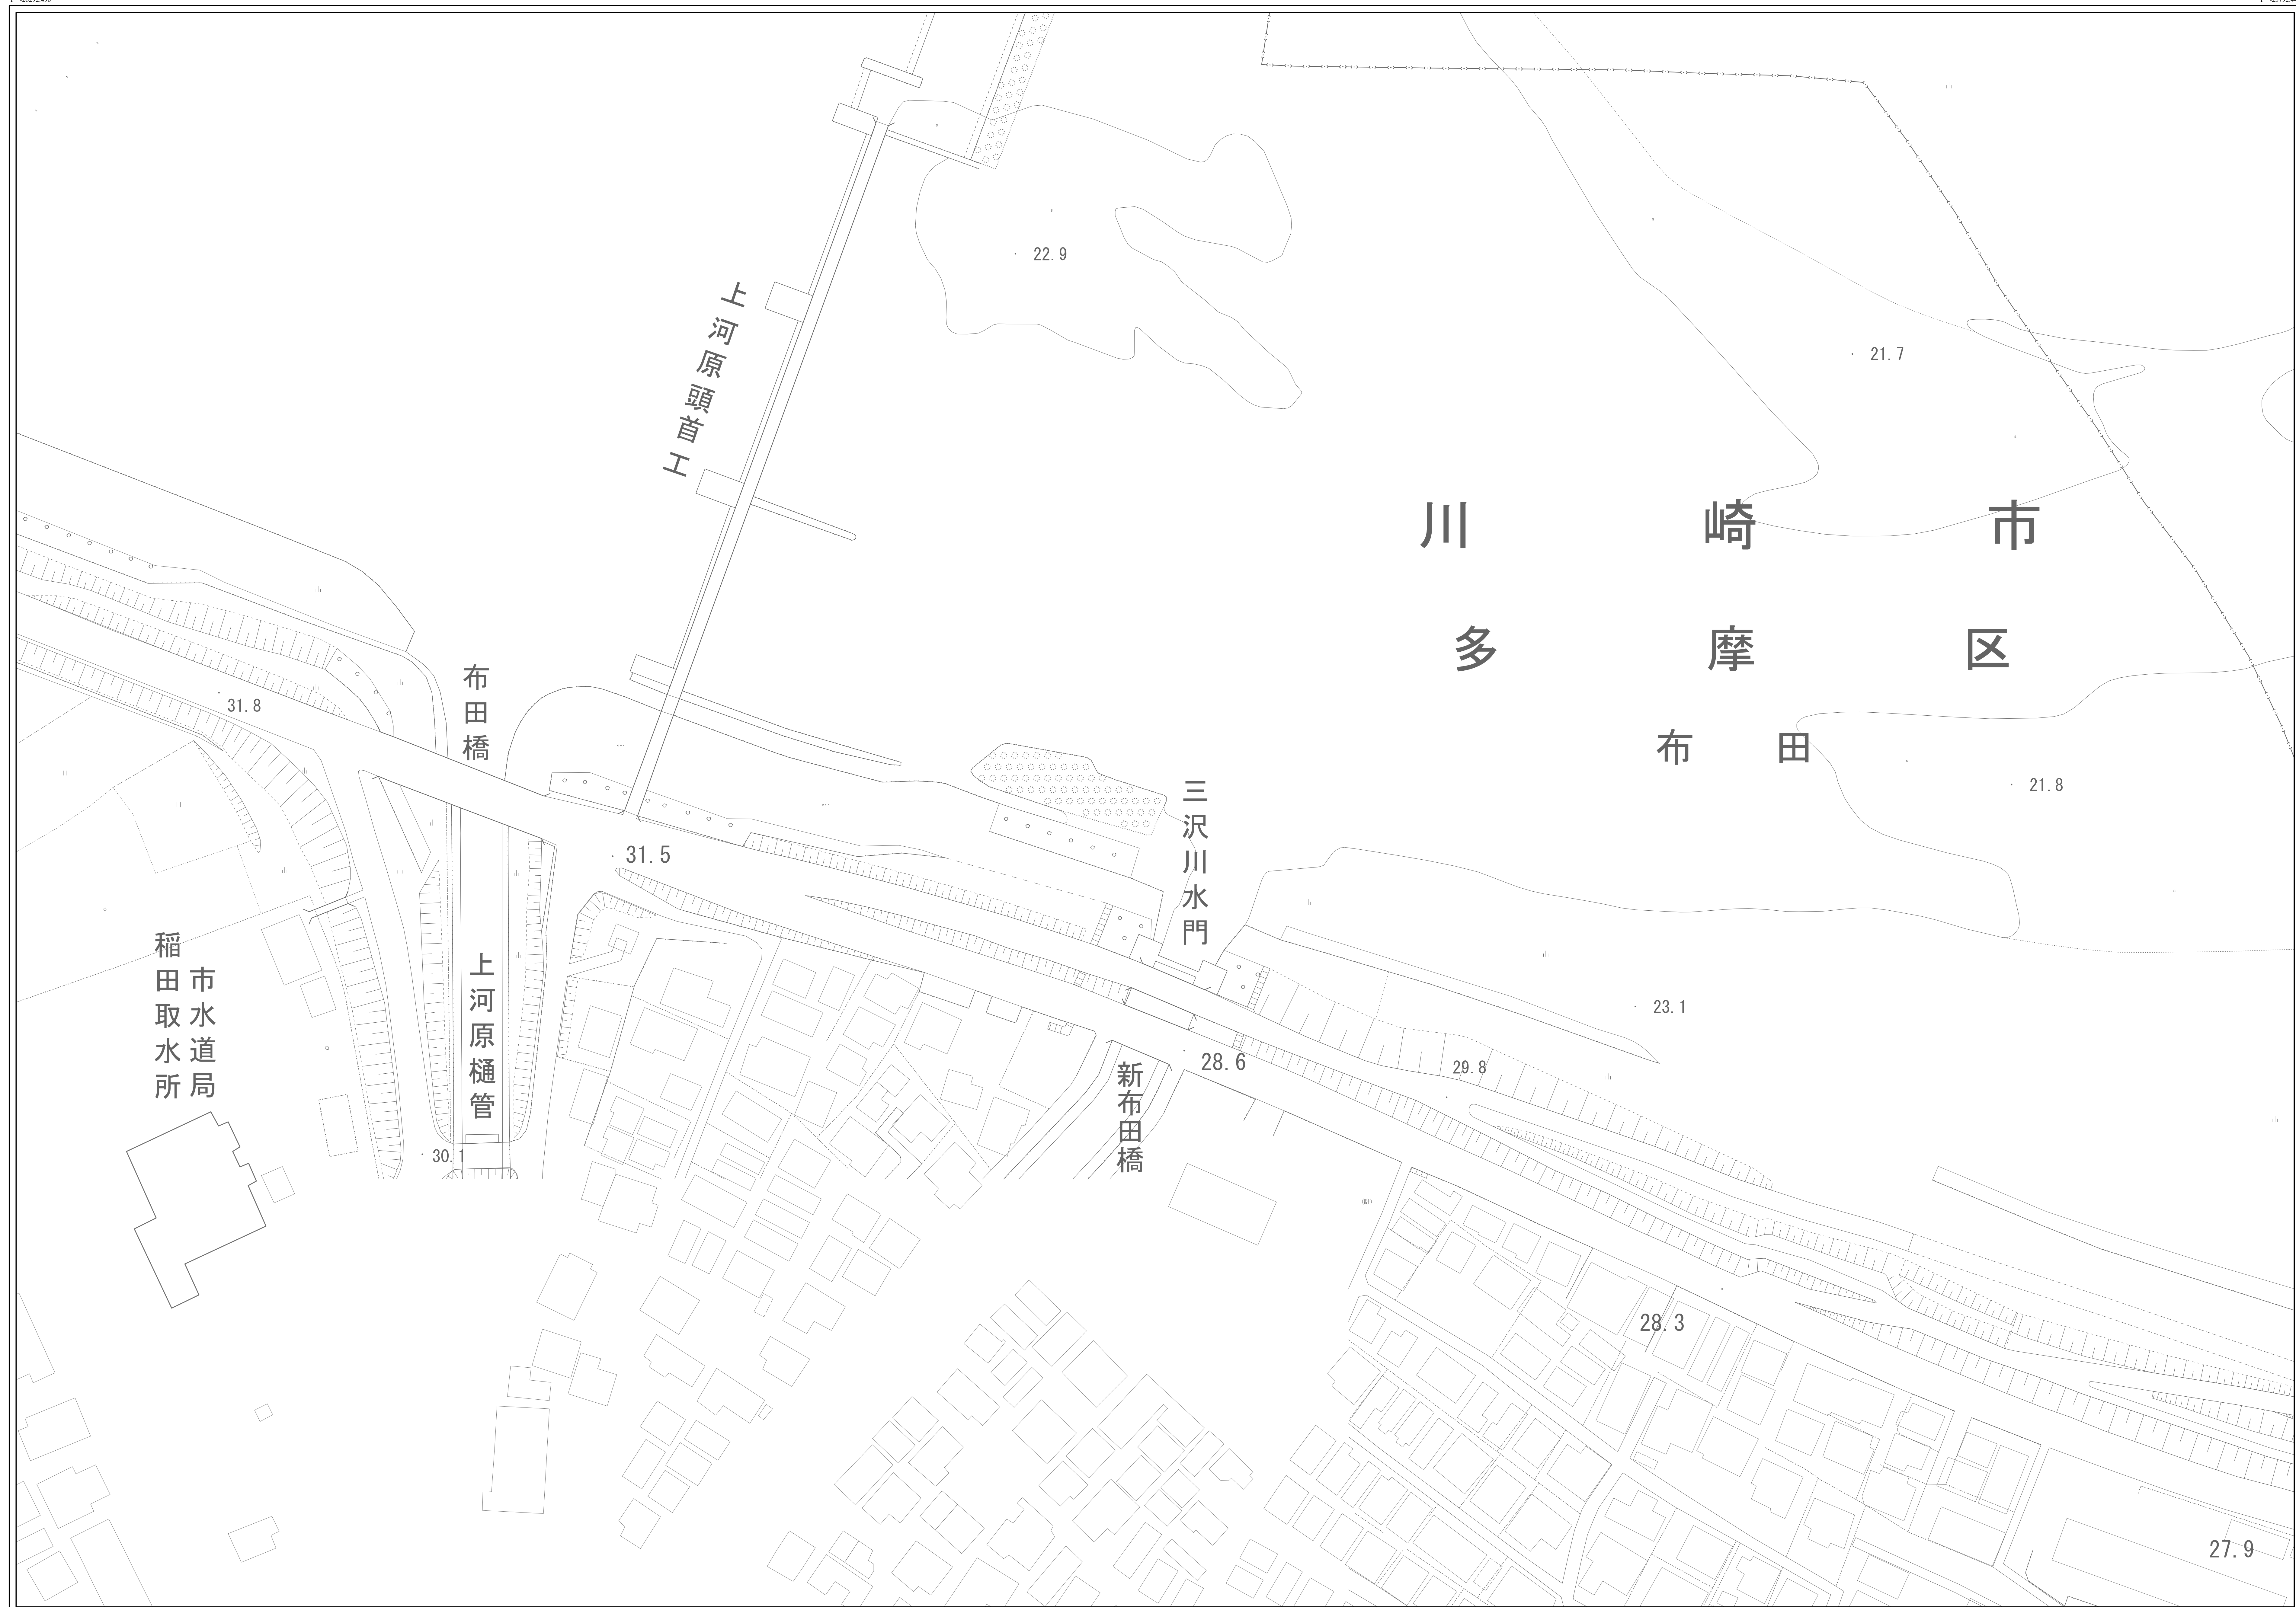 22.9
21.7
上河原頭首工
川崎市
多摩区
布田
31.8
布田橋
21.8
三沢川水門
31.5
市水道局
稲田取水所
上河原樋管
23.1
28.6
29.8
新布田橋
30.1
28.3
27.9